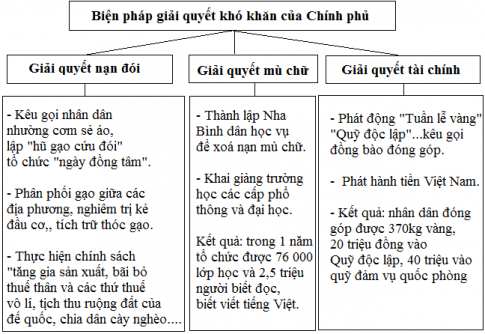 Biện pháp giải quyết khó khăn của Chính phủ
Giải quyết nạn đói
- Kêu gọi nhân dân
nhường cơm sẻ áo,
lập "hũ gạo cứu đói"
tổ chức "ngày đồng tâm".
- Phân phối gạo giữa các
địa phương, nghiêm trị kẻ
đầu cơ,, tích trữ thóc gạo.
- Thực hiện chính sách
"tăng gia sản xuất, bãi bỏ
thuế thân và các thứ thuế
vô lí, tịch thu ruộng đất của
đế quốc, chia dân cày nghèo....
Giải quyết mù chữ
- Thành lập Nha
Bình dân học vụ
để xoá nạn mù chữ.
- Khai giảng trường
học các cấp phổ
thông và đại học.
Kết quả: trong 1 năm
tổ chức được 76 000
lớp học và 2,5 triệu
người biết đọc,
biết viết tiếng Việt.
Giải quyết tài chính
- Phát động "Tuần lễ vàng"
"Quỹ độc lập"...kêu gọi
đồng bào đóng góp.
- Phát hành tiền Việt Nam.
- Kết quả: nhân dân đóng
góp được 370kg vàng,
20 triệu đồng vào
Quỹ độc lập, 40 triệu vào
quỹ đảm vụ quốc phòng